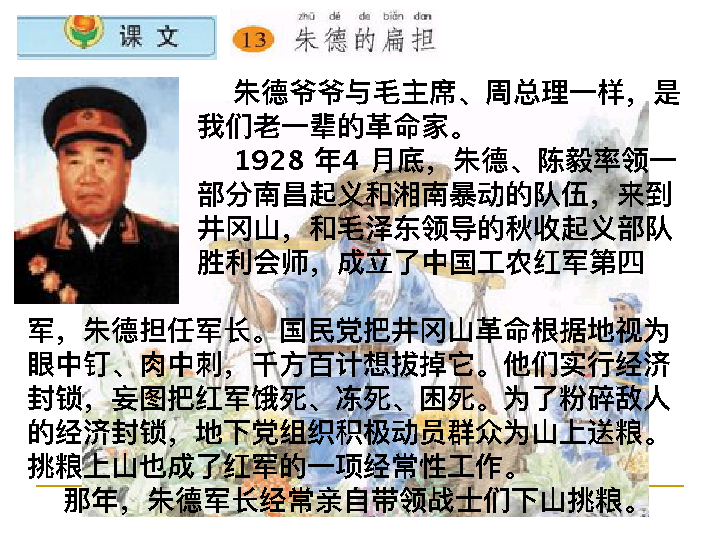 课 文
zhū dé de biǎn dan
13 朱德的扁担
朱德爷爷与毛主席、周总理一样，是
我们老一辈的革命家。
1928 年4 月底，朱德、陈毅率领一
部分南昌起义和湘南暴动的队伍，来到
井冈山，和毛泽东领导的秋收起义部队
胜利会师，成立了中国工农红军第四
军，朱德担任军长。国民党把井冈山革命根据地视为
眼中钉、肉中刺，千方百计想拔掉它。他们实行经济
封锁，妄图把红军饿死、冻死、困死。为了粉碎敌人
的经济封锁，地下党组织积极动员群众为山上送粮。
挑粮上山也成了红军的一项经常性工作。
那年，朱德军长经常亲自带领战士们下山挑粮。